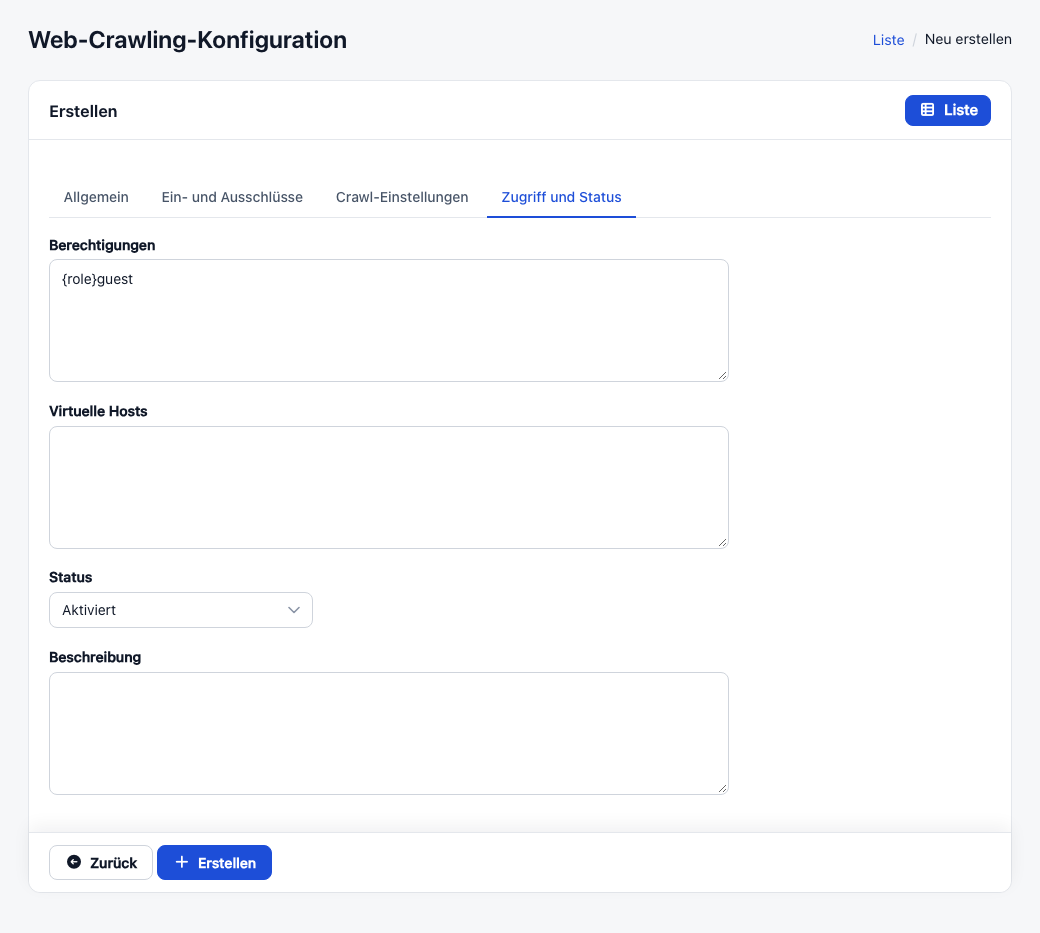 Web-Crawling-Konfiguration
Liste / Neu erstellen
Erstellen
Liste
Allgemein
Ein- und Ausschlüsse
Crawl-Einstellungen
Zugriff und Status
Berechtigungen
{role}guest
Virtuelle Hosts
Status
Aktiviert
Beschreibung
Zurück
Erstellen